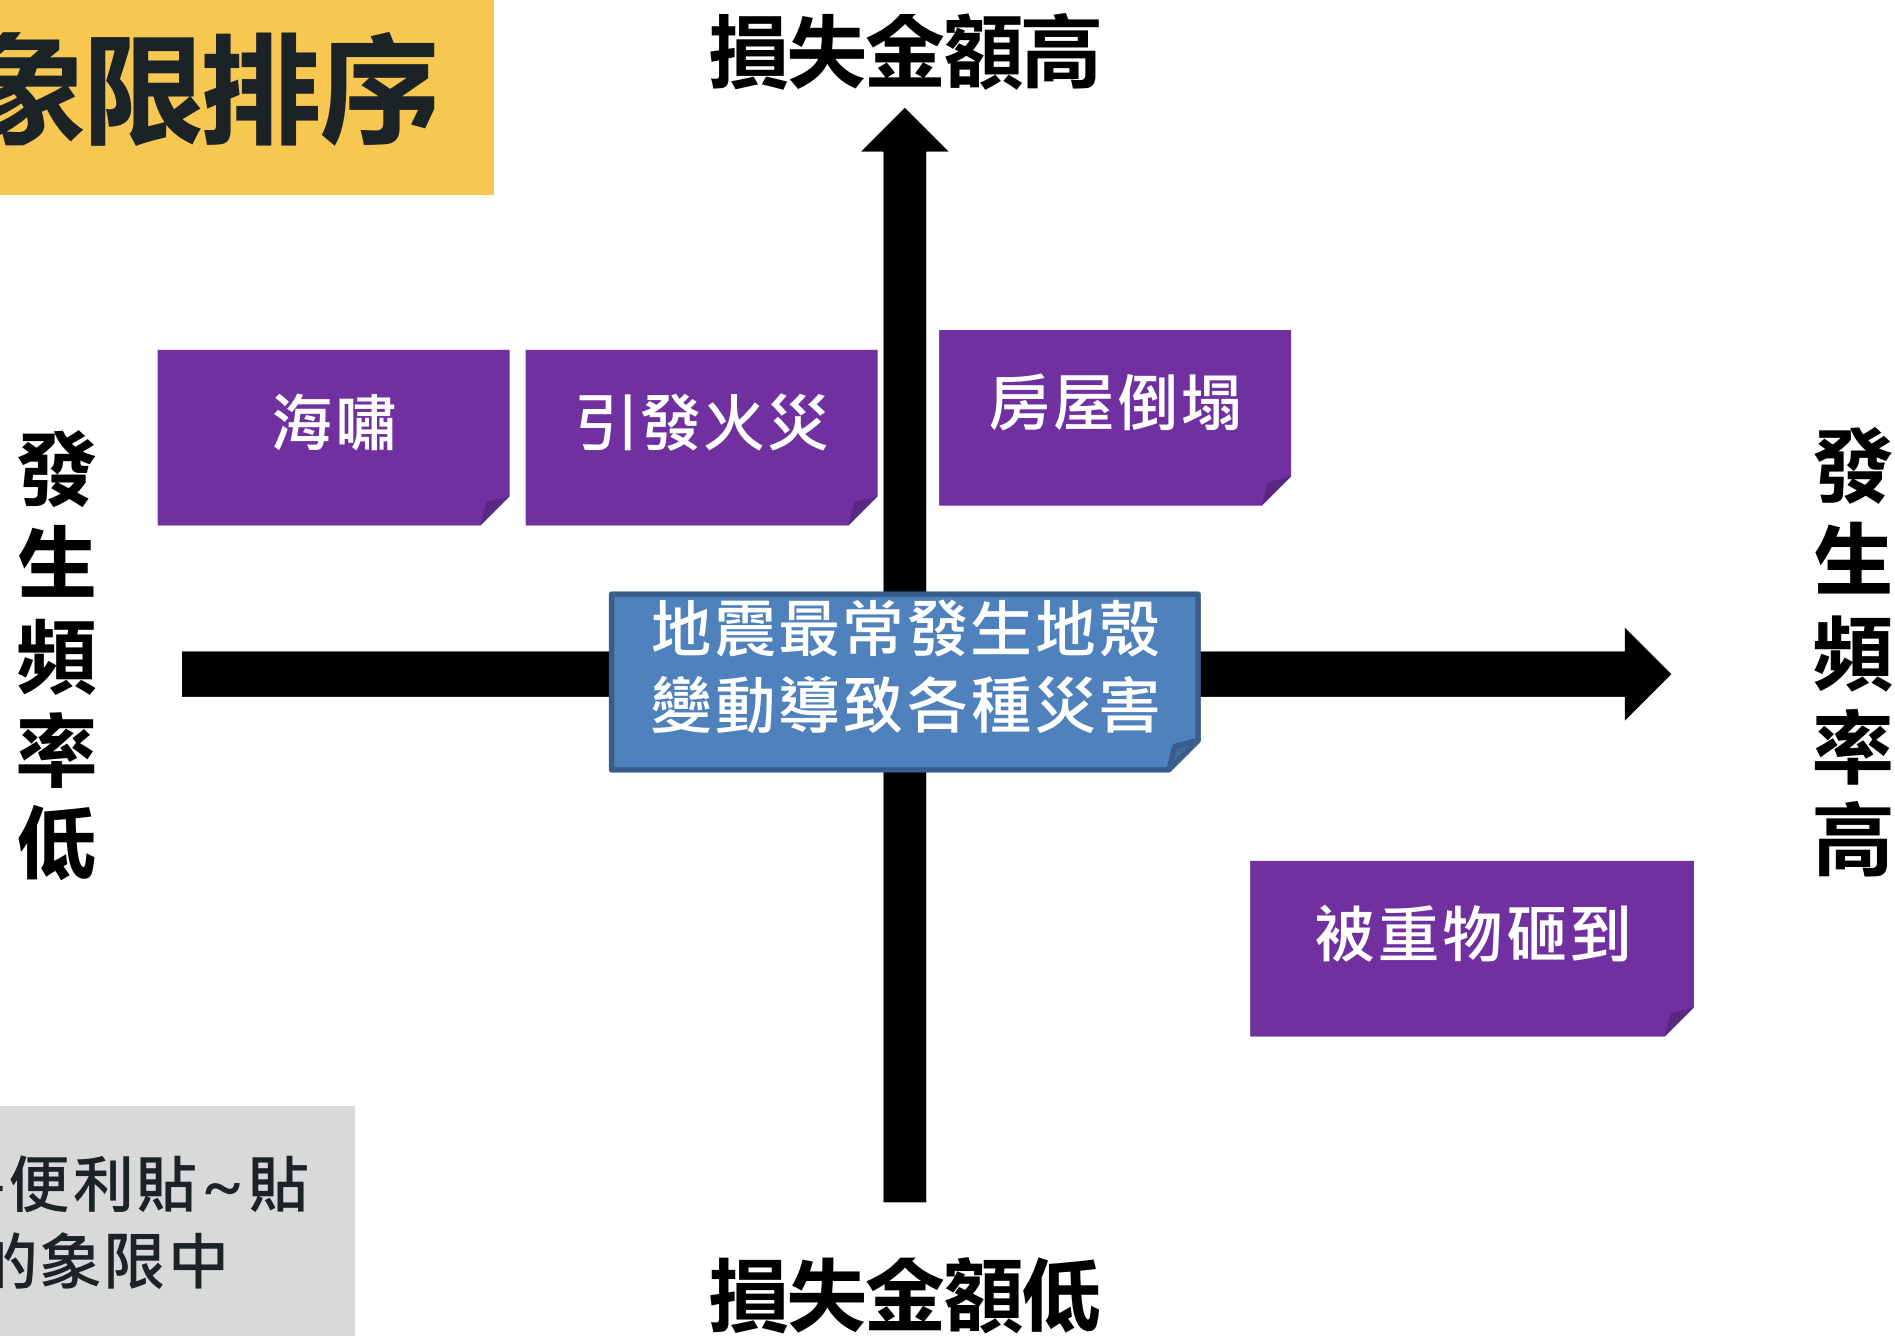 象限排序
損失金額高
海嘯
引發火災
房屋倒塌
發生頻率低
發生頻率高
地震最常發生地殼
變動導致各種災害
被重物砸到
便利貼~貼
的象限中
損失金額低